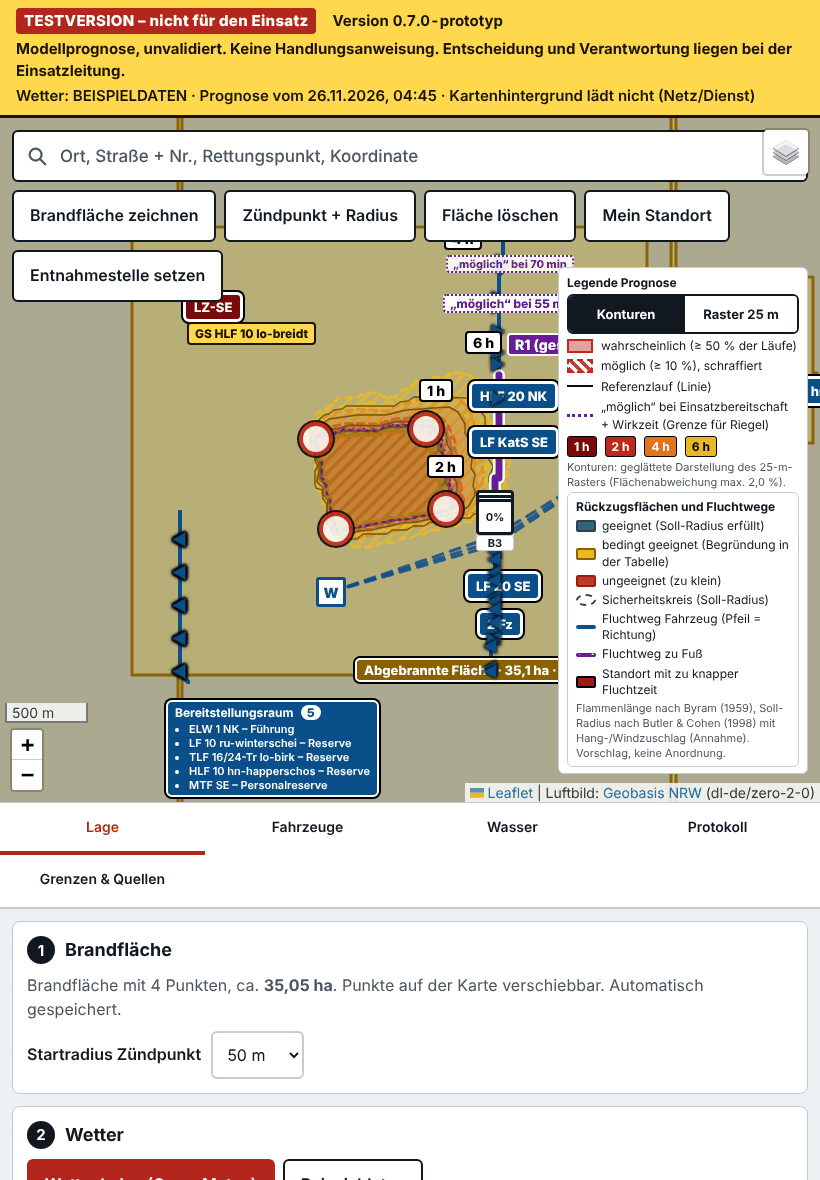 TESTVERSION – nicht für den Einsatz Version 0.7.0-prototyp
Modellprognose, unvalidiert. Keine Handlungsanweisung. Entscheidung und Verantwortung liegen bei der
Einsatzleitung.
Wetter: BEISPIELDATEN · Prognose vom 26.11.2026, 04:45 · Kartenhintergrund lädt nicht (Netz/Dienst)
Ort, Straße + Nr., Rettungspunkt, Koordinate
Brandfläche zeichnen
Zündpunkt + Radius
Fläche löschen
Mein Standort
Entnahmestelle setzen
„möglich“ bei 70 min
LZ-SE
„möglich“ bei 55
GS HLF 10 lo-breidt
6 h
R1
1 h
20 NK
LF KatS SE
2 h
0%
B3
W
SE
Abgebrannte 35,1 ha ·
500 m
+
−
Bereitstellungsraum 5
ELW 1 NK – Führung
LF 10 ru-winterschei – Reserve
TLF 16/24-Tr lo-birk – Reserve
HLF 10 hn-happerschos – Reserve
MTF SE – Personalreserve
Legende Prognose
Konturen
Raster 25 m
wahrscheinlich (≥ 50 % der Läufe)
möglich (≥ 10 %), schraffiert
Referenzlauf (Linie)
„möglich“ bei Einsatzbereitschaft
+ Wirkzeit (Grenze für Riegel)
1 h 2 h 4 h 6 h
Konturen: geglättete Darstellung des 25-m-
Rasters (Flächenabweichung max. 2,0 %).
Rückzugsflächen und Fluchtwege
geeignet (Soll-Radius erfüllt)
bedingt geeignet (Begründung in
der Tabelle)
ungeeignet (zu klein)
Sicherheitskreis (Soll-Radius)
Fluchtweg Fahrzeug (Pfeil =
Richtung)
Fluchtweg zu Fuß
Standort mit zu knapper
Fluchtzeit
Flammenlänge nach Byram (1959), Soll-
Radius nach Butler & Cohen (1998) mit
Hang-/Windzuschlag (Annahme).
Vorschlag, keine Anordnung.
Leaflet | Luftbild: Geobasis NRW (dl-de/zero-2-0)
Lage
Fahrzeuge
Wasser
Protokoll
Grenzen & Quellen
1 Brandfläche
Brandfläche mit 4 Punkten, ca. 35,05 ha. Punkte auf der Karte verschiebbar. Automatisch
gespeichert.
Startradius Zündpunkt 50 m
2 Wetter